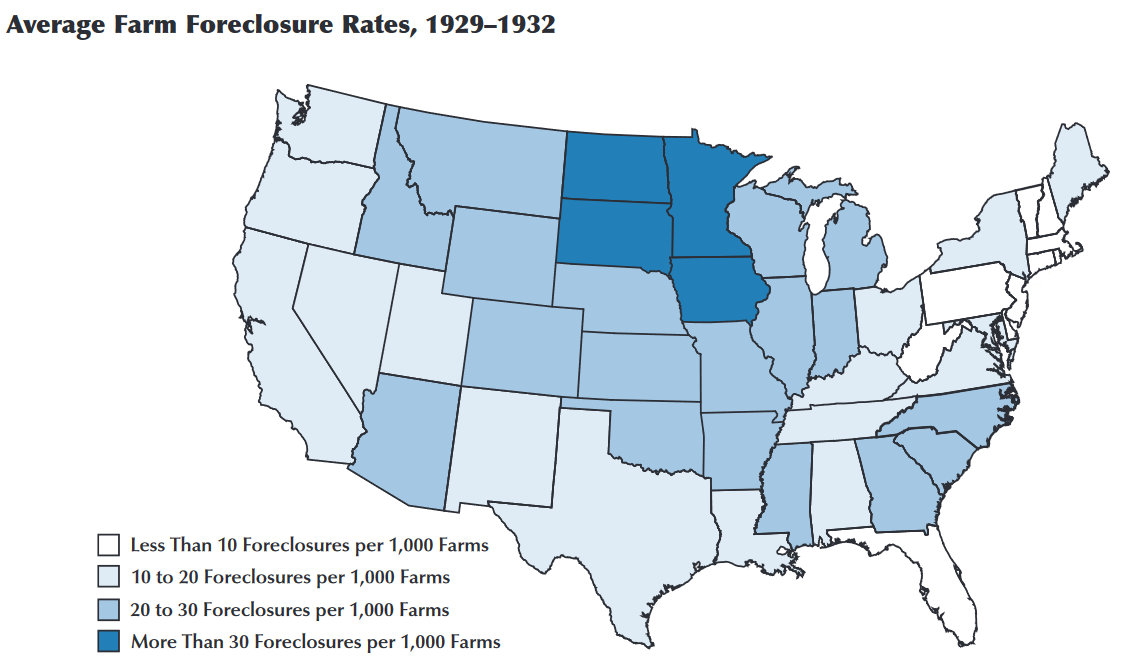 Average Farm Foreclosure Rates, 1929–1932
Less Than 10 Foreclosures per 1,000 Farms
10 to 20 Foreclosures per 1,000 Farms
20 to 30 Foreclosures per 1,000 Farms
More Than 30 Foreclosures per 1,000 Farms